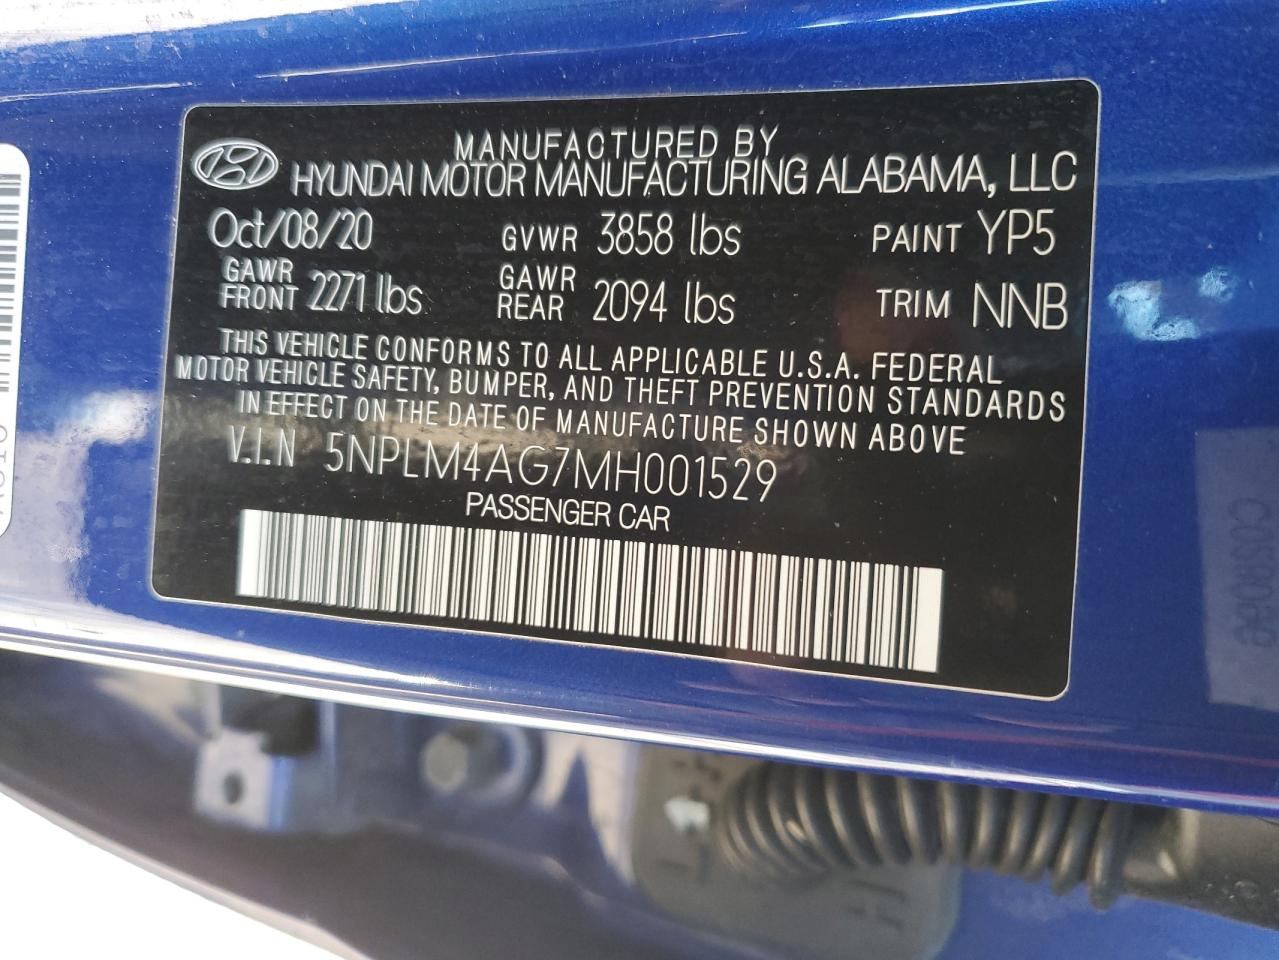 MANUFACTURED BY
HYUNDAI MOTOR MANUFACTURING ALABAMA, LLC
Oct/08/20 GVWR 3858 lbs PAINT YP5
GAWR FRONT 2271 lbs GAWR REAR 2094 lbs TRIM NNB
THIS VEHICLE CONFORMS TO ALL APPLICABLE U.S.A. FEDERAL
MOTOR VEHICLE SAFETY, BUMPER, AND THEFT PREVENTION STANDARDS
IN EFFECT ON THE DATE OF MANUFACTURE SHOWN ABOVE
V.I.N 5NPLM4AG7MH001529
PASSENGER CAR